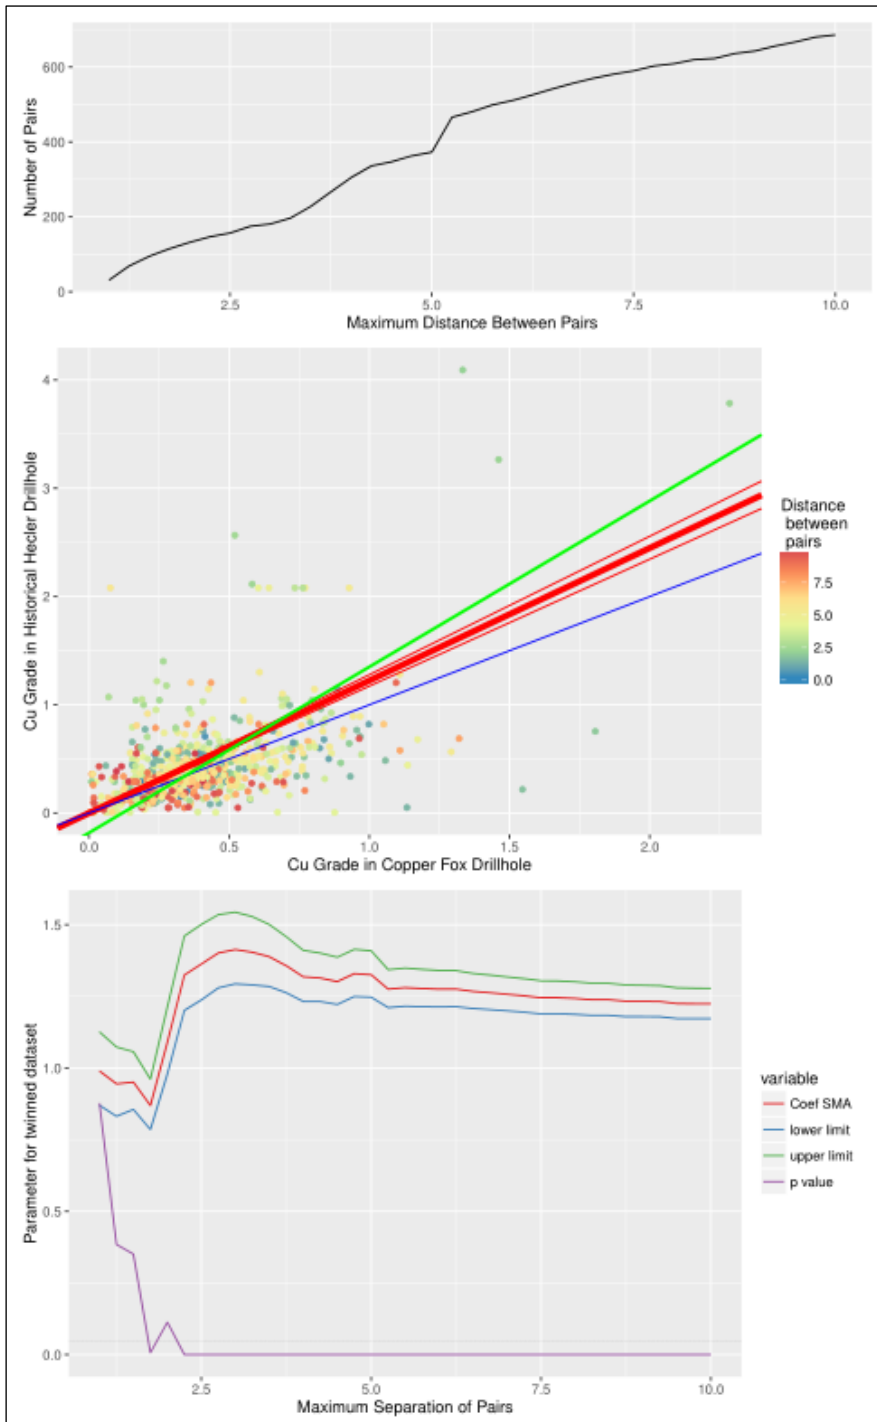 600
400
200
0
Number of Pairs
2.5 5.0 7.5 10.0
Maximum Distance Between Pairs
4
3
2
1
0
Cu Grade in Historical Hecler Drillhole
0.0 0.5 1.0 1.5 2.0
Cu Grade in Copper Fox Drillhole
Distance
between
pairs
7.5
5.0
2.5
0.0
1.5
1.0
0.5
0.0
Parameter for twinned dataset
2.5 5.0 7.5 10.0
Maximum Separation of Pairs
variable
Coef SMA
lower limit
upper limit
p value